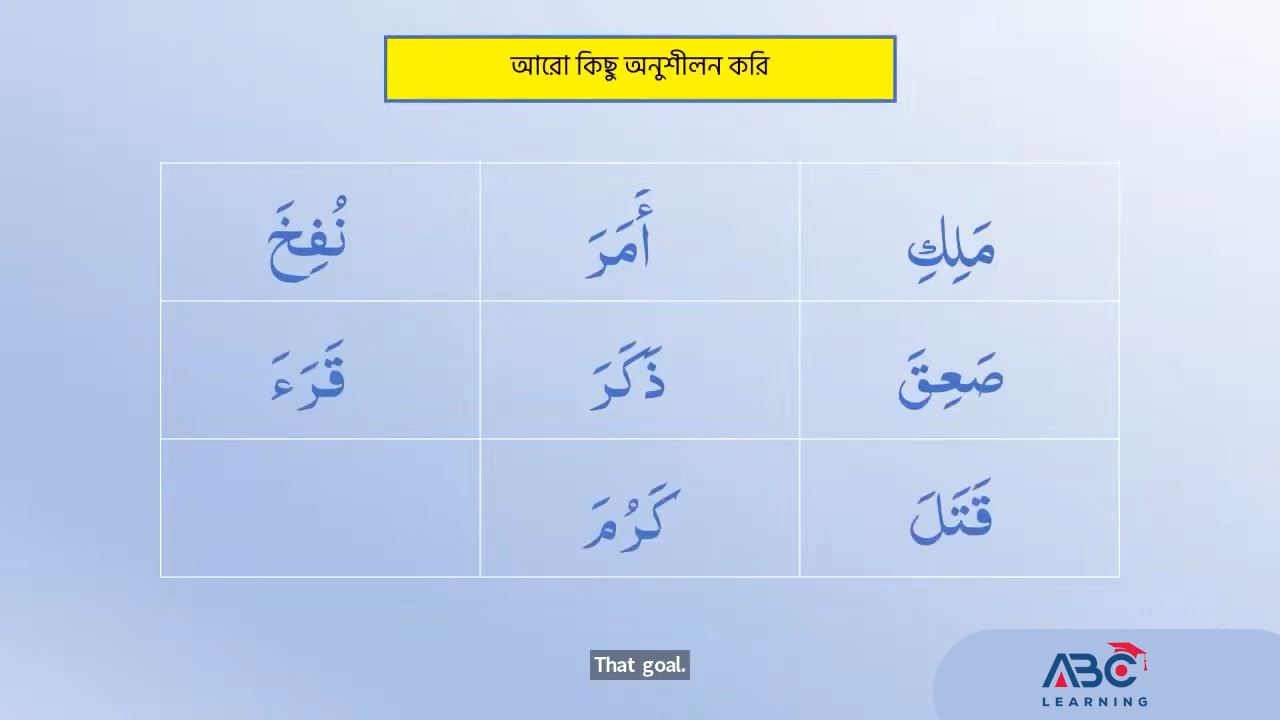 আরো কিছু অনুশীলন করি
مَلِكِ أَمَرَ نُفِخَ
صَعِقَ ذَكَرَ قَرَءَ
قَتَلَ كَرُمَ
That goal.
ABC
LEARNING